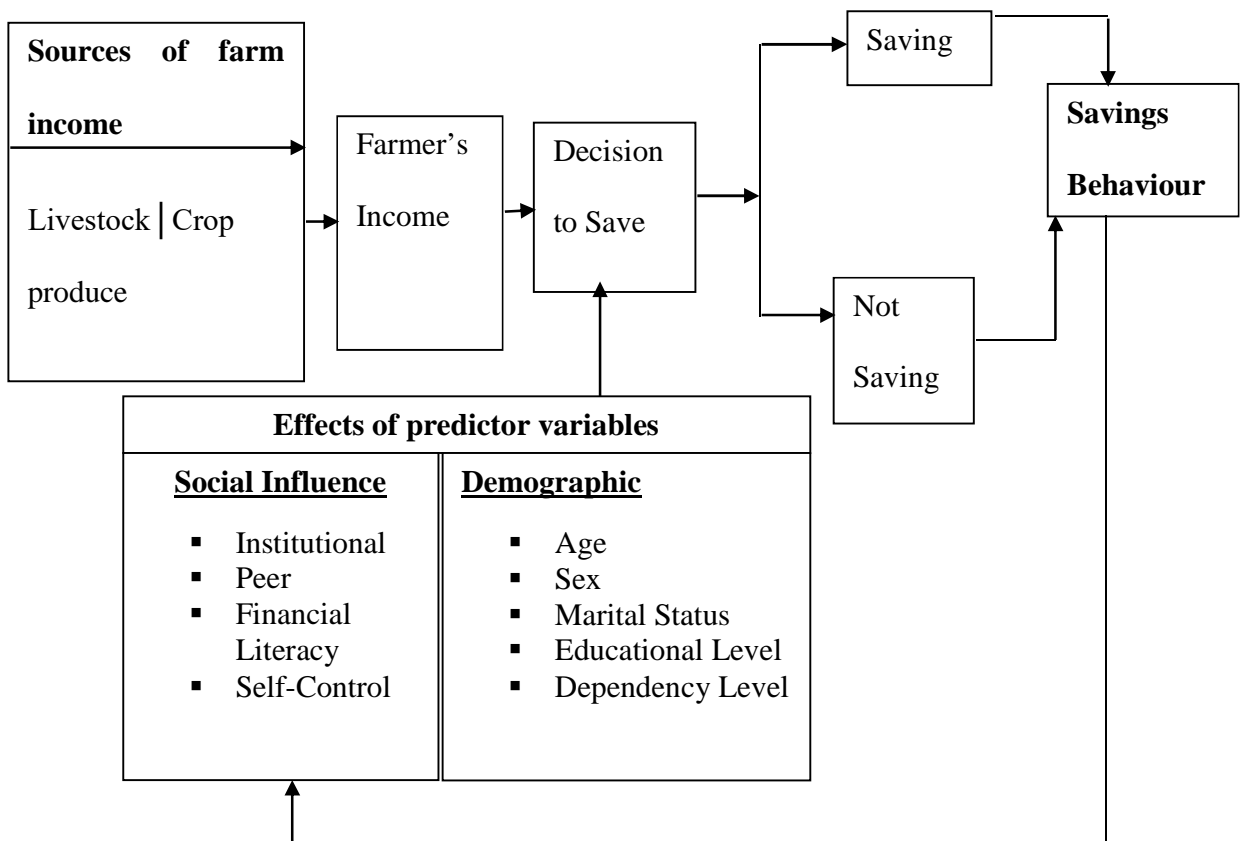 Sources of farm
income
Livestock | Crop
produce
Farmer’s
Income
Decision
to Save
Saving
Not
Saving
Savings
Behaviour
Effects of predictor variables
Social Influence
▪ Institutional
▪ Peer
▪ Financial
Literacy
▪ Self-Control
Demographic
▪ Age
▪ Sex
▪ Marital Status
▪ Educational Level
▪ Dependency Level